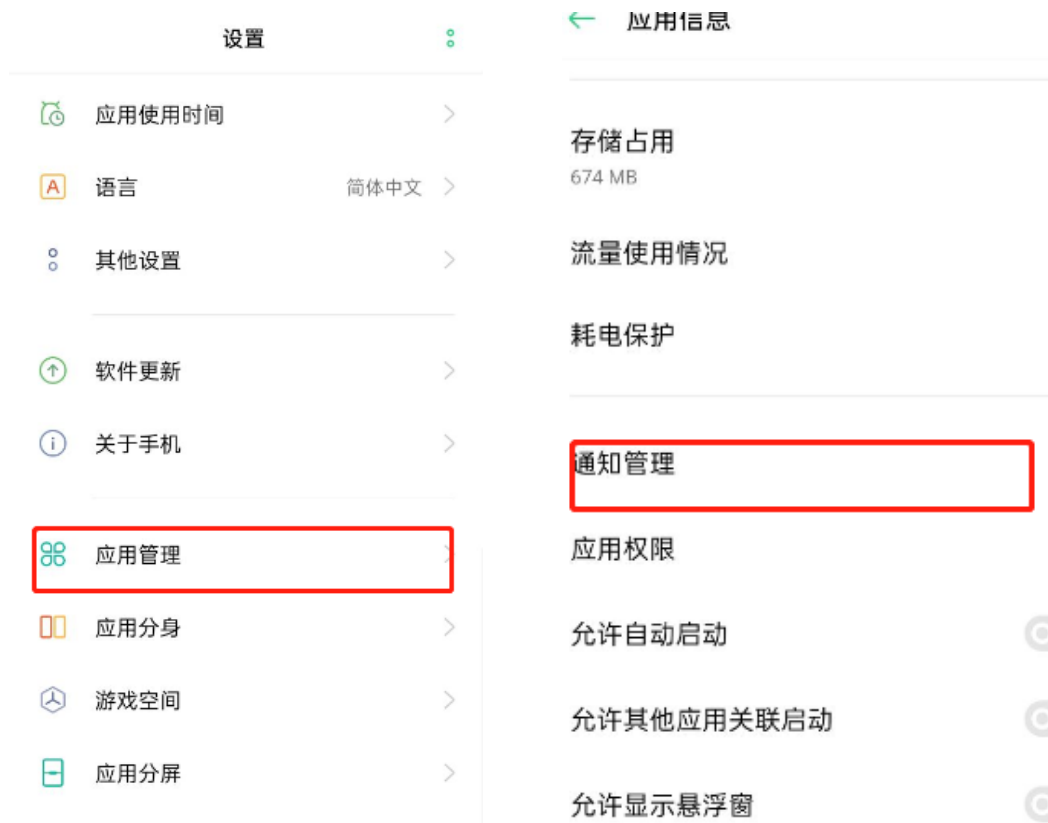 设置
应用使用时间
语言 简体中文
其他设置
软件更新
关于手机
应用管理
应用分身
游戏空间
应用分屏
应用信息
存储占用
674 MB
流量使用情况
耗电保护
通知管理
应用权限
允许自动启动
允许其他应用关联启动
允许显示悬浮窗